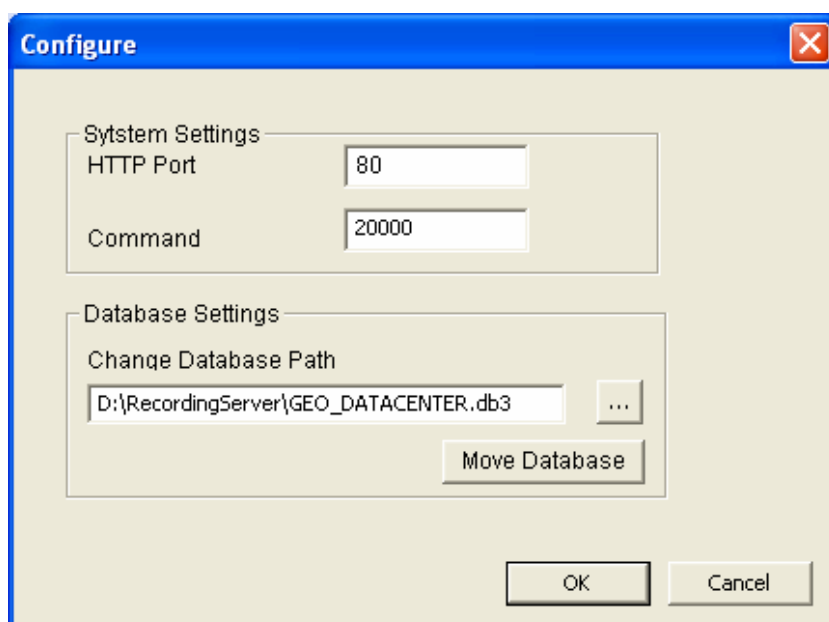 Configure
Sytstem Settings
HTTP Port
80
Command
20000
Database Settings
Change Database Path
D:\RecordingServer\GEO_DATACENTER.db3
...
Move Database
OK
Cancel